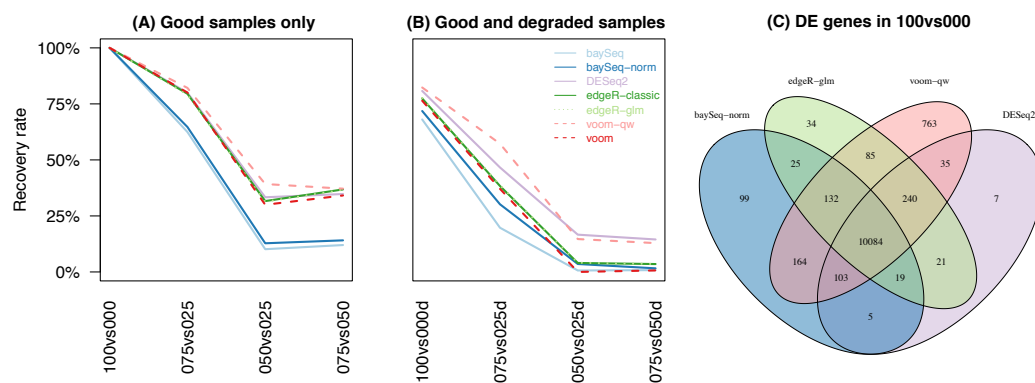 (A) Good samples only
(B) Good and degraded samples
(C) DE genes in 100vs000
Recovery rate
100%
75%
50%
25%
0%
100vs000
075vs025
050vs025
075vs050
baySeq
baySeq-norm
DESeq2
edgeR-classic
edgeR-glm
voom-qw
voom
100vs000d
075vs025d
050vs025d
075vs050d
edgeR-glm
voom-qw
baySeq-norm
DESeq2
34
763
25
85
35
99
132
240
7
10084
164
103
19
21
5